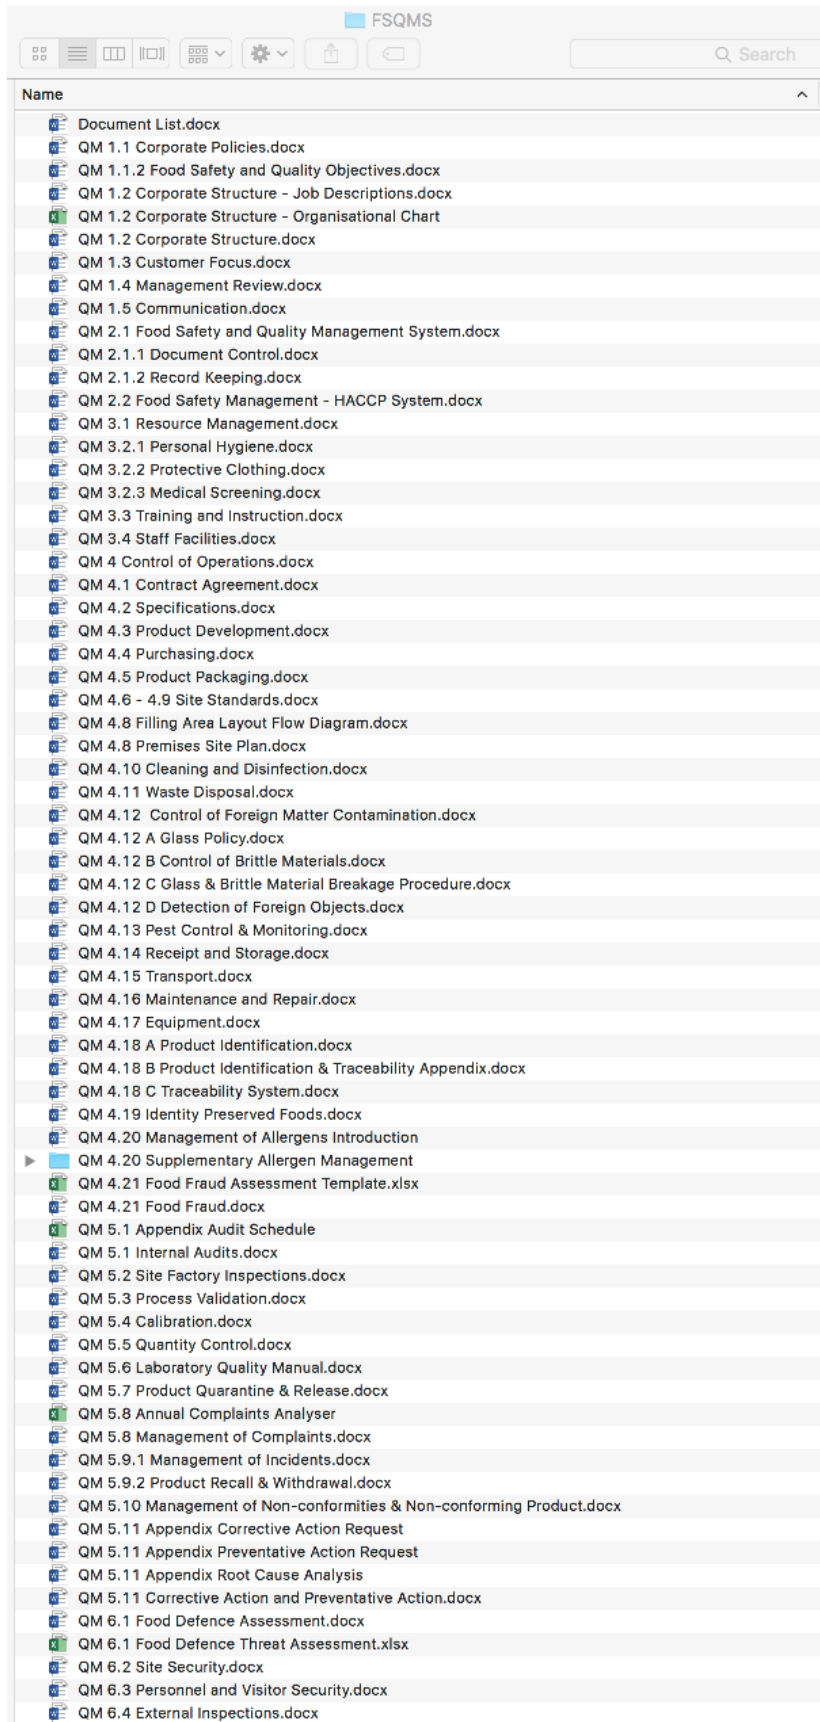 FSQMS
Search
Name
Document List.docx
QM 1.1 Corporate Policies.docx
QM 1.1.2 Food Safety and Quality Objectives.docx
QM 1.2 Corporate Structure - Job Descriptions.docx
QM 1.2 Corporate Structure - Organisational Chart
QM 1.2 Corporate Structure.docx
QM 1.3 Customer Focus.docx
QM 1.4 Management Review.docx
QM 1.5 Communication.docx
QM 2.1 Food Safety and Quality Management System.docx
QM 2.1.1 Document Control.docx
QM 2.1.2 Record Keeping.docx
QM 2.2 Food Safety Management - HACCP System.docx
QM 3.1 Resource Management.docx
QM 3.2.1 Personal Hygiene.docx
QM 3.2.2 Protective Clothing.docx
QM 3.2.3 Medical Screening.docx
QM 3.3 Training and Instruction.docx
QM 3.4 Staff Facilities.docx
QM 4 Control of Operations.docx
QM 4.1 Contract Agreement.docx
QM 4.2 Specifications.docx
QM 4.3 Product Development.docx
QM 4.4 Purchasing.docx
QM 4.5 Product Packaging.docx
QM 4.6 - 4.9 Site Standards.docx
QM 4.8 Filling Area Layout Flow Diagram.docx
QM 4.8 Premises Site Plan.docx
QM 4.10 Cleaning and Disinfection.docx
QM 4.11 Waste Disposal.docx
QM 4.12  Control of Foreign Matter Contamination.docx
QM 4.12 A Glass Policy.docx
QM 4.12 B Control of Brittle Materials.docx
QM 4.12 C Glass & Brittle Material Breakage Procedure.docx
QM 4.12 D Detection of Foreign Objects.docx
QM 4.13 Pest Control & Monitoring.docx
QM 4.14 Receipt and Storage.docx
QM 4.15 Transport.docx
QM 4.16 Maintenance and Repair.docx
QM 4.17 Equipment.docx
QM 4.18 A Product Identification.docx
QM 4.18 B Product Identification & Traceability Appendix.docx
QM 4.18 C Traceability System.docx
QM 4.19 Identity Preserved Foods.docx
QM 4.20 Management of Allergens Introduction
QM 4.20 Supplementary Allergen Management
QM 4.21 Food Fraud Assessment Template.xlsx
QM 4.21 Food Fraud.docx
QM 5.1 Appendix Audit Schedule
QM 5.1 Internal Audits.docx
QM 5.2 Site Factory Inspections.docx
QM 5.3 Process Validation.docx
QM 5.4 Calibration.docx
QM 5.5 Quantity Control.docx
QM 5.6 Laboratory Quality Manual.docx
QM 5.7 Product Quarantine & Release.docx
QM 5.8 Annual Complaints Analyser
QM 5.8 Management of Complaints.docx
QM 5.9.1 Management of Incidents.docx
QM 5.9.2 Product Recall & Withdrawal.docx
QM 5.10 Management of Non-conformities & Non-conforming Product.docx
QM 5.11 Appendix Corrective Action Request
QM 5.11 Appendix Preventative Action Request
QM 5.11 Appendix Root Cause Analysis
QM 5.11 Corrective Action and Preventative Action.docx
QM 6.1 Food Defence Assessment.docx
QM 6.1 Food Defence Threat Assessment.xlsx
QM 6.2 Site Security.docx
QM 6.3 Personnel and Visitor Security.docx
QM 6.4 External Inspections.docx